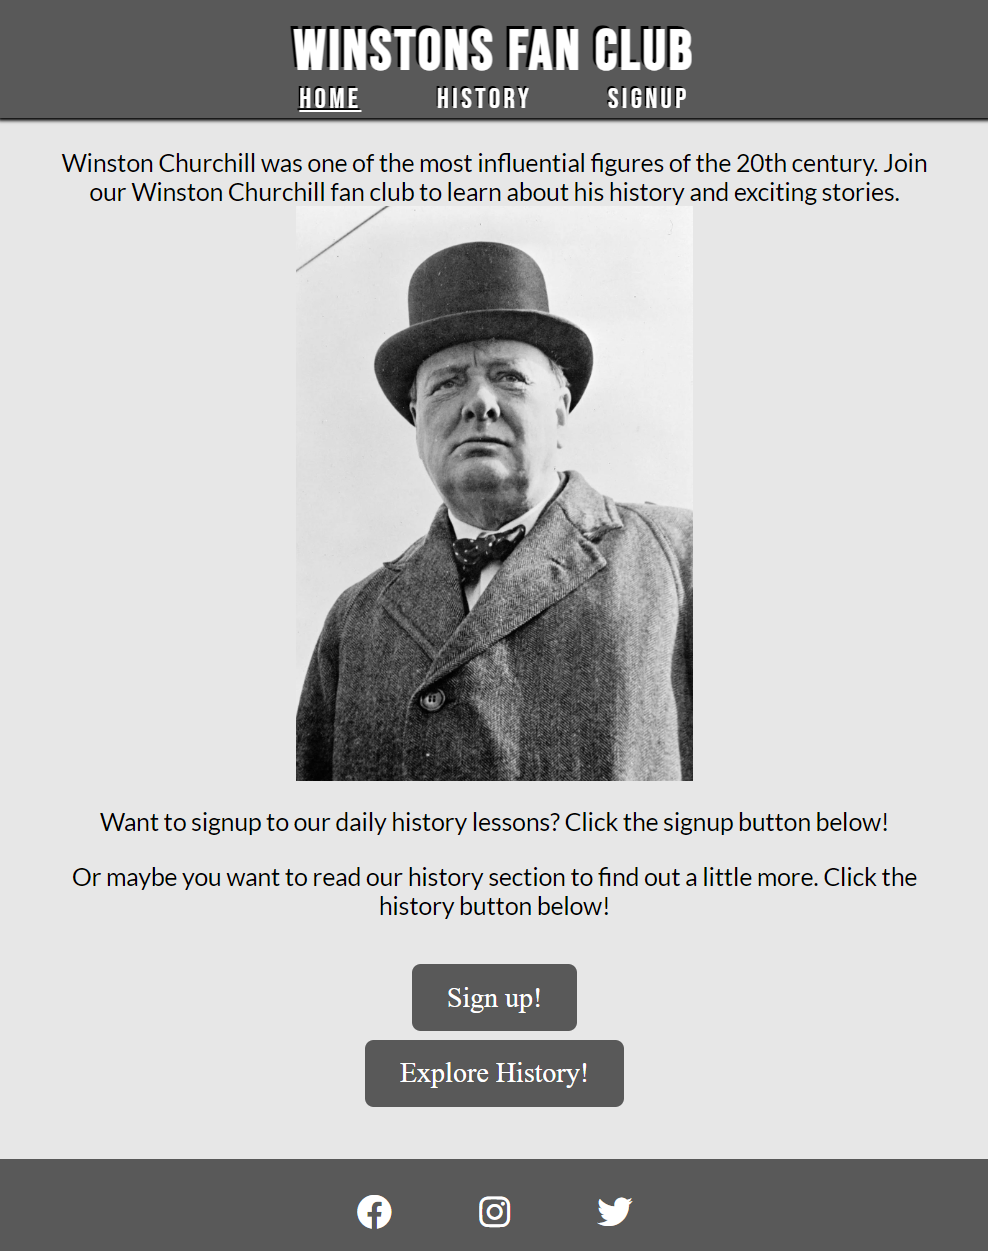 WINSTONS FAN CLUB
HOME HISTORY SIGNUP
Winston Churchill was one of the most influential figures of the 20th century. Join
our Winston Churchill fan club to learn about his history and exciting stories.
Want to signup to our daily history lessons? Click the signup button below!
Or maybe you want to read our history section to find out a little more. Click the
history button below!
Sign up!
Explore History!